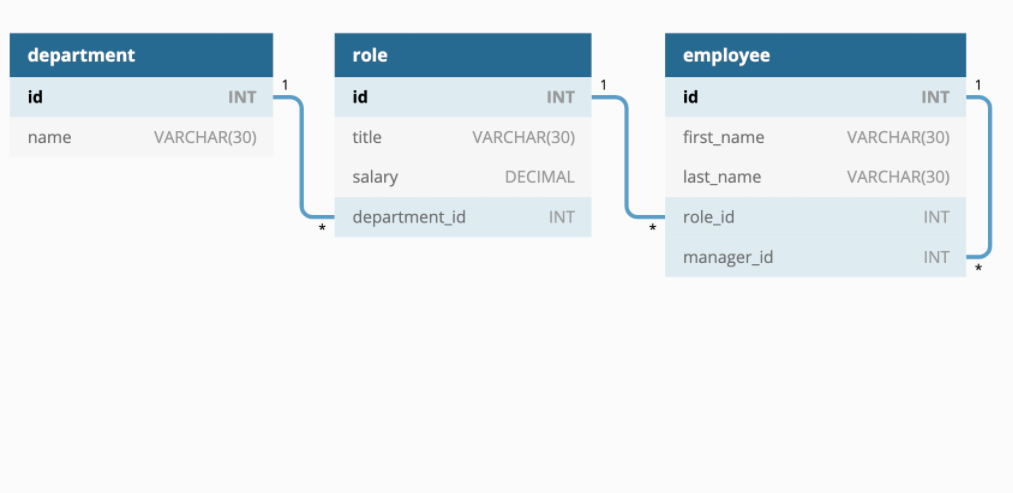 department
id INT
name VARCHAR(30)
1
*
role
id INT
title VARCHAR(30)
salary DECIMAL
department_id INT
1
*
employee
id INT
first_name VARCHAR(30)
last_name VARCHAR(30)
role_id INT
manager_id INT
1
*